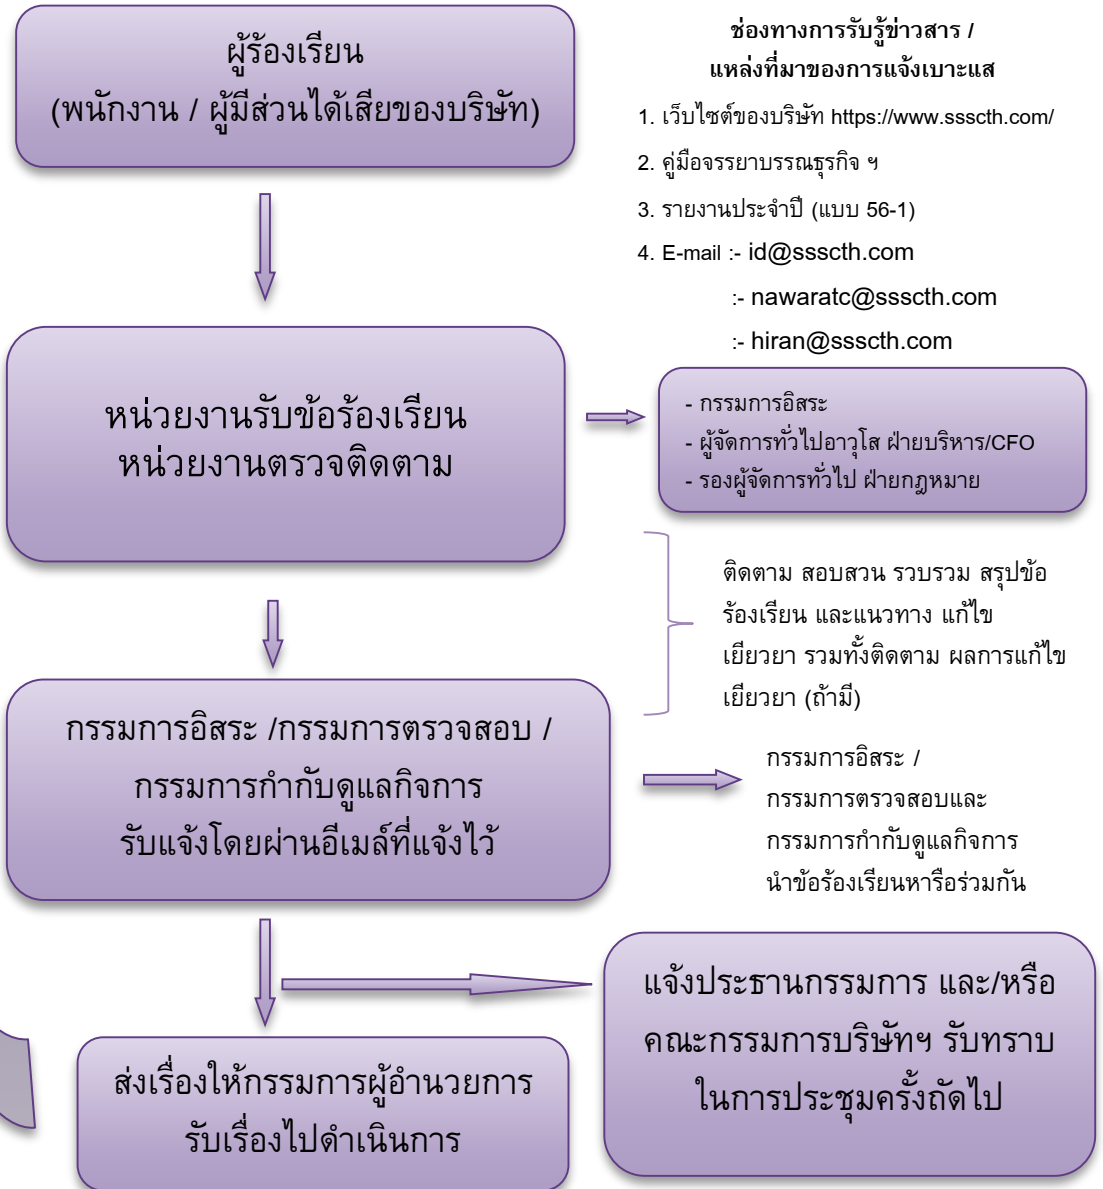 ผู้ร้องเรียน
(พนักงาน / ผู้มีส่วนได้เสียของบริษัท)
ช่องทางการรับรู้ข่าวสาร /
แหล่งที่มาของการแจ้งเบาะแส
1. เว็บไซต์ของบริษัท https://www.ssscth.com/
2. คู่มือจรรยาบรรณธุรกิจ ฯ
3. รายงานประจำปี (แบบ 56-1)
4. E-mail :- id@ssscth.com
:- nawaratc@ssscth.com
:- hiran@ssscth.com
หน่วยงานรับข้อร้องเรียน
หน่วยงานตรวจติดตาม
- กรรมการอิสระ
- ผู้จัดการทั่วไปอาวุโส ฝ่ายบริหาร/CFO
- รองผู้จัดการทั่วไป ฝ่ายกฎหมาย
ติดตาม สอบสวน รวบรวม สรุปข้อ
ร้องเรียน และแนวทาง แก้ไข
เยียวยา รวมทั้งติดตาม ผลการแก้ไข
เยียวยา (ถ้ามี)
กรรมการอิสระ /กรรมการตรวจสอบ /
กรรมการกำกับดูแลกิจการ
รับแจ้งโดยผ่านอีเมล์ที่แจ้งไว้
กรรมการอิสระ /
กรรมการตรวจสอบและ
กรรมการกำกับดูแลกิจการ
นำข้อร้องเรียนหารือร่วมกัน
แจ้งประธานกรรมการ และ/หรือ
คณะกรรมการบริษัทฯ รับทราบ
ในการประชุมครั้งถัดไป
ส่งเรื่องให้กรรมการผู้อำนวยการ
รับเรื่องไปดำเนินการ